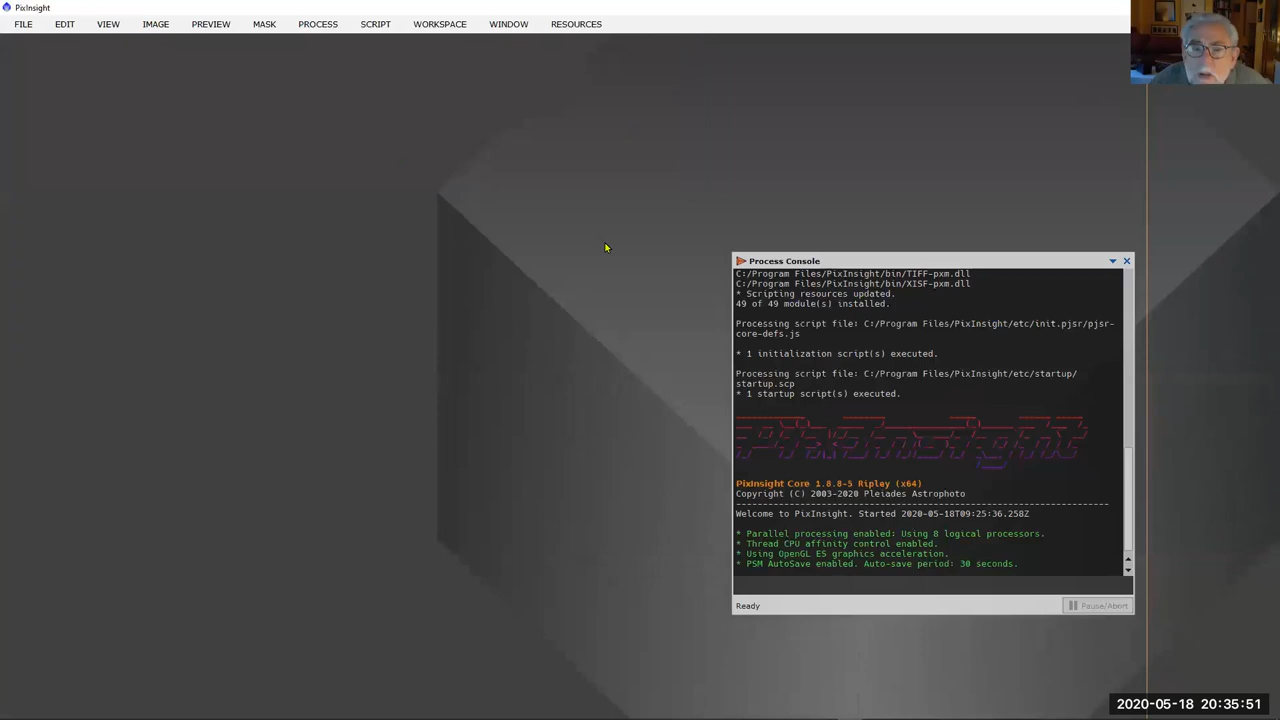 PixInsight
FILE EDIT VIEW IMAGE PREVIEW MASK PROCESS SCRIPT WORKSPACE WINDOW RESOURCES
Process Console
C:/Program Files/PixInsight/bin/TIFF-pxm.dll
C:/Program Files/PixInsight/bin/XISF-pxm.dll
* Scripting resources updated.
49 of 49 module(s) installed.
Processing script file: C:/Program Files/PixInsight/etc/init.pjsr/pjsr-
core-defs.js
* 1 initialization script(s) executed.
Processing script file: C:/Program Files/PixInsight/etc/startup/
startup.scp
* 1 startup script(s) executed.
PixInsight
PixInsight Core 1.8.8-5 Ripley (x64)
Copyright (C) 2003-2020 Pleiades Astrophoto
----------------------------------------------------------------------
Welcome to PixInsight. Started 2020-05-18T09:25:36.258Z
* Parallel processing enabled: Using 8 logical processors.
* Thread CPU affinity control enabled.
* Using OpenGL ES graphics acceleration.
* PSM AutoSave enabled. Auto-save period: 30 seconds.
Ready
Pause/Abort
2020-05-18 20:35:51